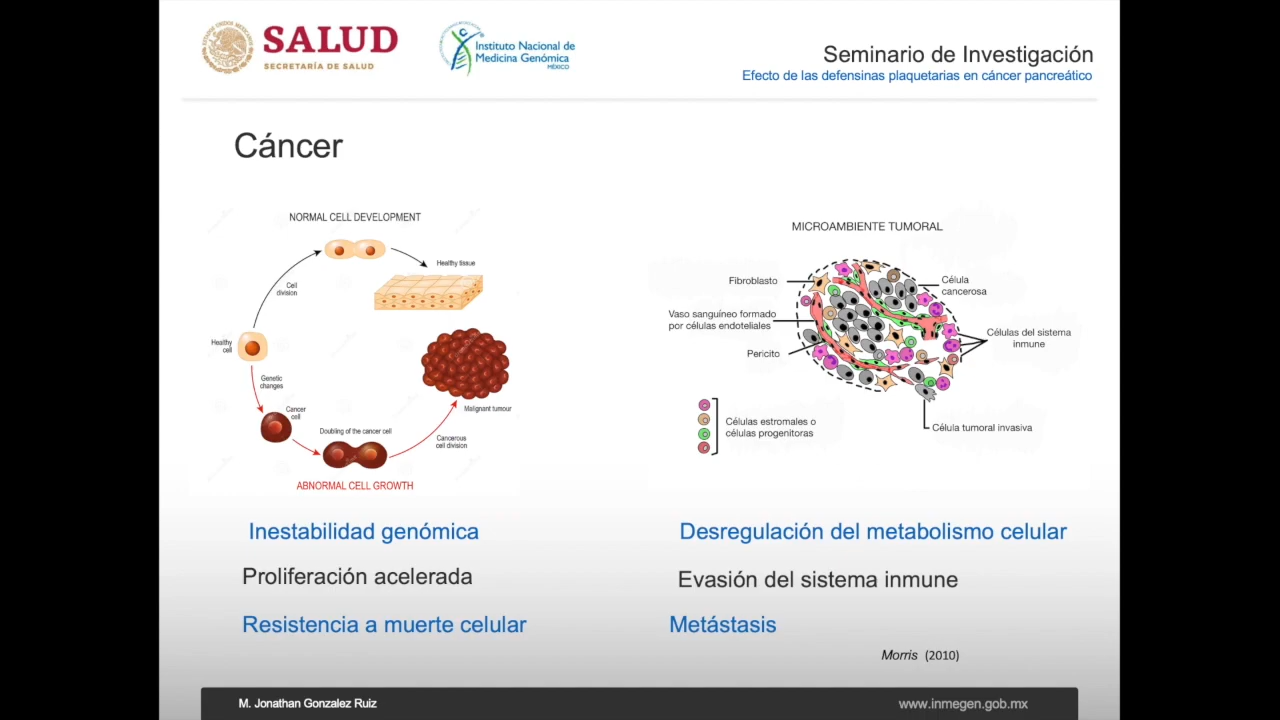 SALUD
SECRETARÍA DE SALUD
Instituto Nacional de
Medicina Genómica
MÉXICO
Seminario de Investigación
Efecto de las defensinas plaquetarias en cáncer pancreático
Cáncer
NORMAL CELL DEVELOPMENT
Healthy tissue
Cell
division
Healthy
cell
Genetic
changes
Cancer
cell
Doubling of the cancer cell
Malignant tumour
Cancerous
cell division
ABNORMAL CELL GROWTH
MICROAMBIENTE TUMORAL
Fibroblasto
Célula
cancerosa
Vaso sanguíneo formado
por células endoteliales
Células del sistema
inmune
Pericito
Células estromales o
células progenitoras
Célula tumoral invasiva
Inestabilidad genómica
Proliferación acelerada
Resistencia a muerte celular
Desregulación del metabolismo celular
Evasión del sistema inmune
Metástasis
Morris (2010)
M. Jonathan Gonzalez Ruiz
www.inmegen.gob.mx